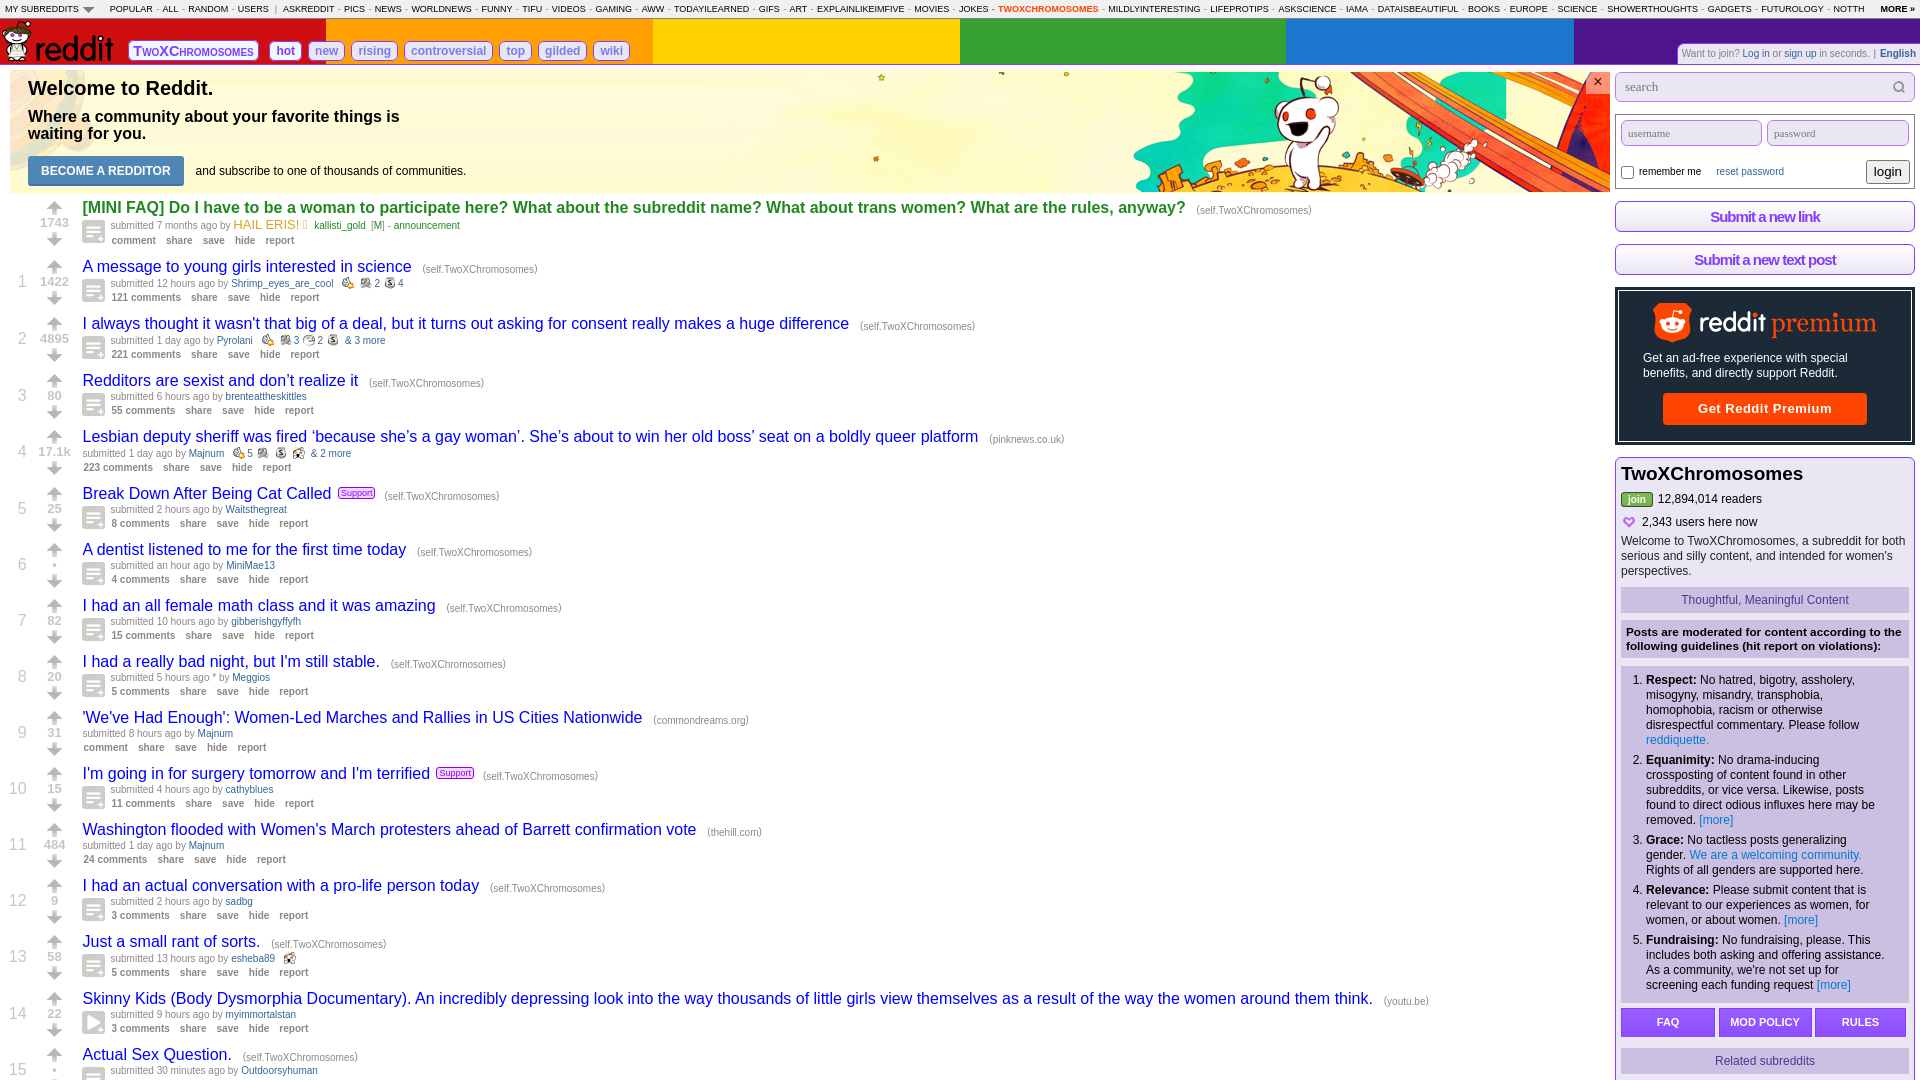 MY SUBREDDITS POPULAR - ALL - RANDOM - USERS | ASKREDDIT - PICS - NEWS - WORLDNEWS - FUNNY - TIFU - VIDEOS - GAMING - AWW - TODAYILEARNED - GIFS - ART - EXPLAINLIKEIMFIVE - MOVIES - JOKES - TWOXCHROMOSOMES - MILDLYINTERESTING - LIFEPROTIPS - ASKSCIENCE - IAMA - DATAISBEAUTIFUL - BOOKS - EUROPE - SCIENCE - SHOWERTHOUGHTS - GADGETS - FUTUROLOGY - NOTTH MORE »
reddit TwoXChromosomes hot new rising controversial top gilded wiki
Want to join? Log in or sign up in seconds. | English
Welcome to Reddit.
Where a community about your favorite things is
waiting for you.
BECOME A REDDITOR and subscribe to one of thousands of communities.
×
1743
[MINI FAQ] Do I have to be a woman to participate here? What about the subreddit name? What about trans women? What are the rules, anyway? (self.TwoXChromosomes)
submitted 7 months ago by HAIL ERIS! kallisti_gold [M] - announcement
comment share save hide report
1 1422
A message to young girls interested in science (self.TwoXChromosomes)
submitted 12 hours ago by Shrimp_eyes_are_cool 2 4
121 comments share save hide report
2 4895
I always thought it wasn't that big of a deal, but it turns out asking for consent really makes a huge difference (self.TwoXChromosomes)
submitted 1 day ago by Pyrolani 3 2 & 3 more
221 comments share save hide report
3 80
Redditors are sexist and don’t realize it (self.TwoXChromosomes)
submitted 6 hours ago by brenteattheskittles
55 comments share save hide report
4 17.1k
Lesbian deputy sheriff was fired ‘because she’s a gay woman’. She’s about to win her old boss’ seat on a boldly queer platform (pinknews.co.uk)
submitted 1 day ago by Majnum 5 & 2 more
223 comments share save hide report
5 25
Break Down After Being Cat Called Support (self.TwoXChromosomes)
submitted 2 hours ago by Waitsthegreat
8 comments share save hide report
6 •
A dentist listened to me for the first time today (self.TwoXChromosomes)
submitted an hour ago by MiniMae13
4 comments share save hide report
7 82
I had an all female math class and it was amazing (self.TwoXChromosomes)
submitted 10 hours ago by gibberishgyffyfh
15 comments share save hide report
8 20
I had a really bad night, but I'm still stable. (self.TwoXChromosomes)
submitted 5 hours ago * by Meggios
5 comments share save hide report
9 31
'We've Had Enough': Women-Led Marches and Rallies in US Cities Nationwide (commondreams.org)
submitted 8 hours ago by Majnum
comment share save hide report
10 15
I'm going in for surgery tomorrow and I'm terrified Support (self.TwoXChromosomes)
submitted 4 hours ago by cathyblues
11 comments share save hide report
11 484
Washington flooded with Women's March protesters ahead of Barrett confirmation vote (thehill.com)
submitted 1 day ago by Majnum
24 comments share save hide report
12 9
I had an actual conversation with a pro-life person today (self.TwoXChromosomes)
submitted 2 hours ago by sadbg
3 comments share save hide report
13 58
Just a small rant of sorts. (self.TwoXChromosomes)
submitted 13 hours ago by esheba89
5 comments share save hide report
14 22
Skinny Kids (Body Dysmorphia Documentary). An incredibly depressing look into the way thousands of little girls view themselves as a result of the way the women around them think. (youtu.be)
submitted 9 hours ago by myimmortalstan
3 comments share save hide report
15 •
Actual Sex Question. (self.TwoXChromosomes)
submitted 30 minutes ago by Outdoorsyhuman
search
username password
remember me reset password login
Submit a new link
Submit a new text post
reddit premium
Get an ad-free experience with special
benefits, and directly support Reddit.
Get Reddit Premium
TwoXChromosomes
join 12,894,014 readers
2,343 users here now
Welcome to TwoXChromosomes, a subreddit for both
serious and silly content, and intended for women's
perspectives.
Thoughtful, Meaningful Content
Posts are moderated for content according to the
following guidelines (hit report on violations):
1. Respect: No hatred, bigotry, assholery,
misogyny, misandry, transphobia,
homophobia, racism or otherwise
disrespectful commentary. Please follow
reddiquette.
2. Equanimity: No drama-inducing
crossposting of content found in other
subreddits, or vice versa. Likewise, posts
found to direct odious influxes here may be
removed. [more]
3. Grace: No tactless posts generalizing
gender. We are a welcoming community.
Rights of all genders are supported here.
4. Relevance: Please submit content that is
relevant to our experiences as women, for
women, or about women. [more]
5. Fundraising: No fundraising, please. This
includes both asking and offering assistance.
As a community, we're not set up for
screening each funding request [more]
FAQ MOD POLICY RULES
Related subreddits